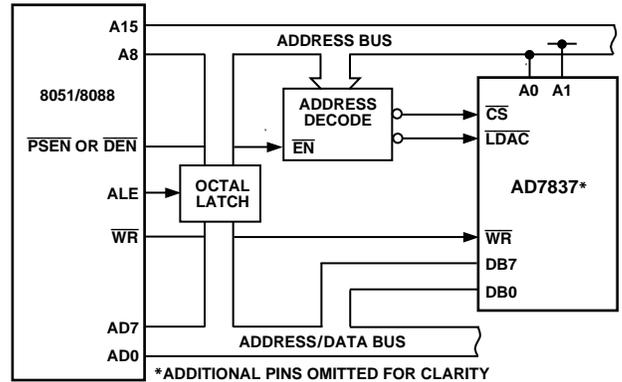 A15
ADDRESS BUS
A8
8051/8088
A0 A1
ADDRESS
DECODE
CS
PSEN OR DEN
EN
LDAC
OCTAL
LATCH
ALE
AD7837*
WR
WR
DB7
DB0
AD7
ADDRESS/DATA BUS
AD0
*ADDITIONAL PINS OMITTED FOR CLARITY